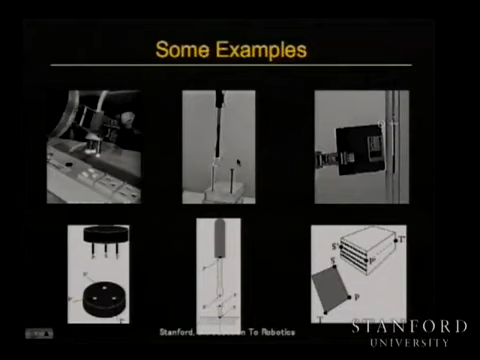 Some Examples
S'
T'
P'
S
P
T
Stanford,
To Robotics
STANFORD
UNIVERSITY